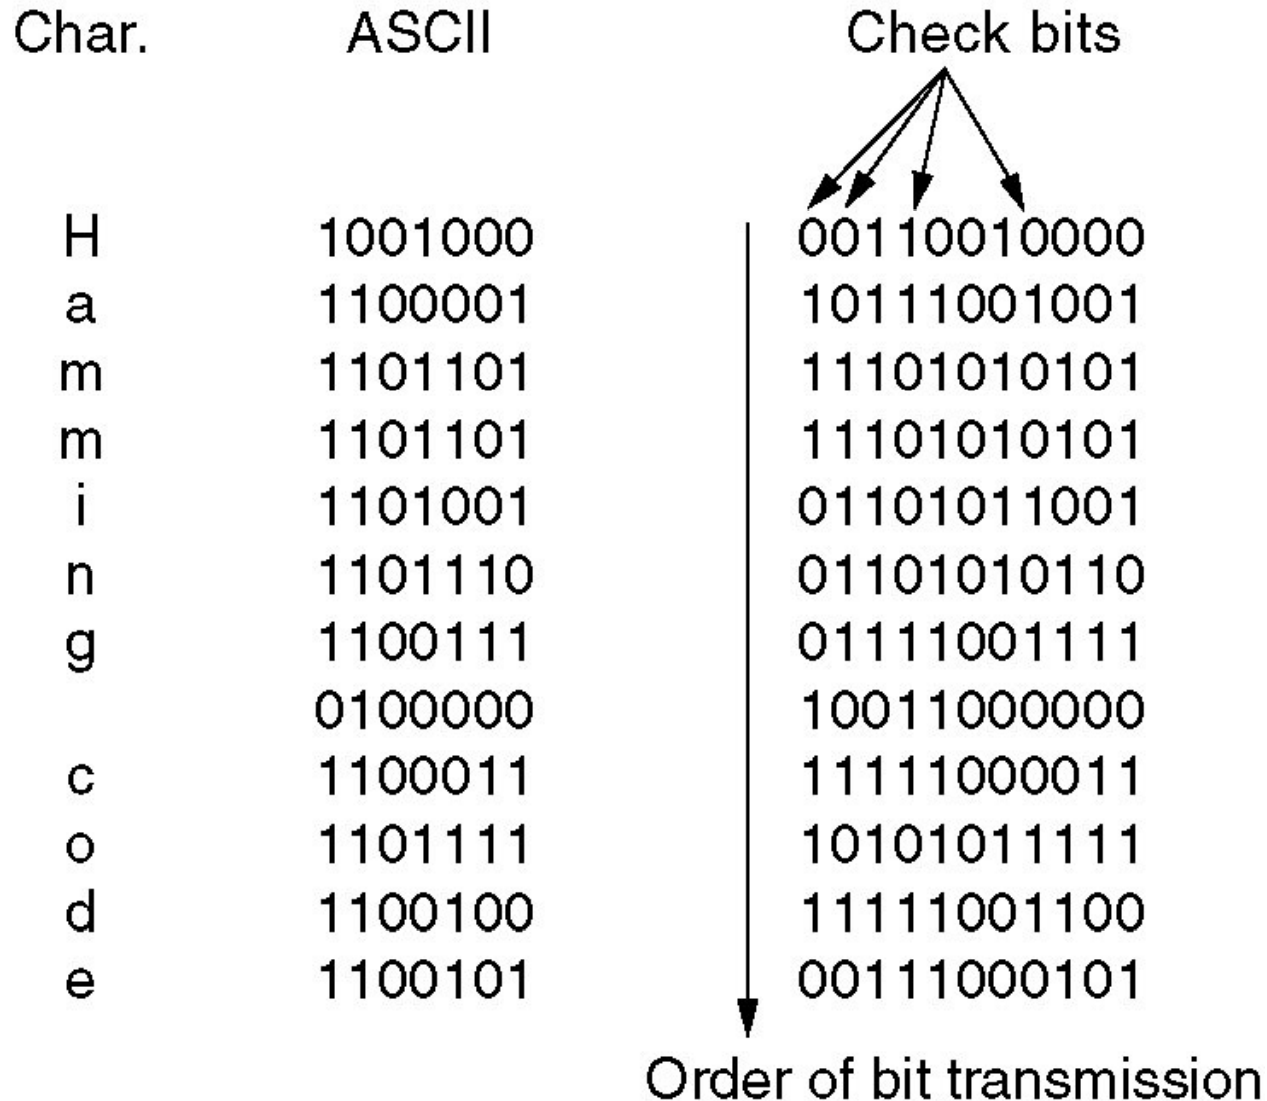 Char. ASCII Check bits
H 1001000 00110010000
a 1100001 10111001001
m 1101101 11101010101
m 1101101 11101010101
i 1101001 01101011001
n 1101110 01101010110
g 1100111 01111001111
0100000 10011000000
c 1100011 11111000011
o 1101111 10101011111
d 1100100 11111001100
e 1100101 00111000101
Order of bit transmission